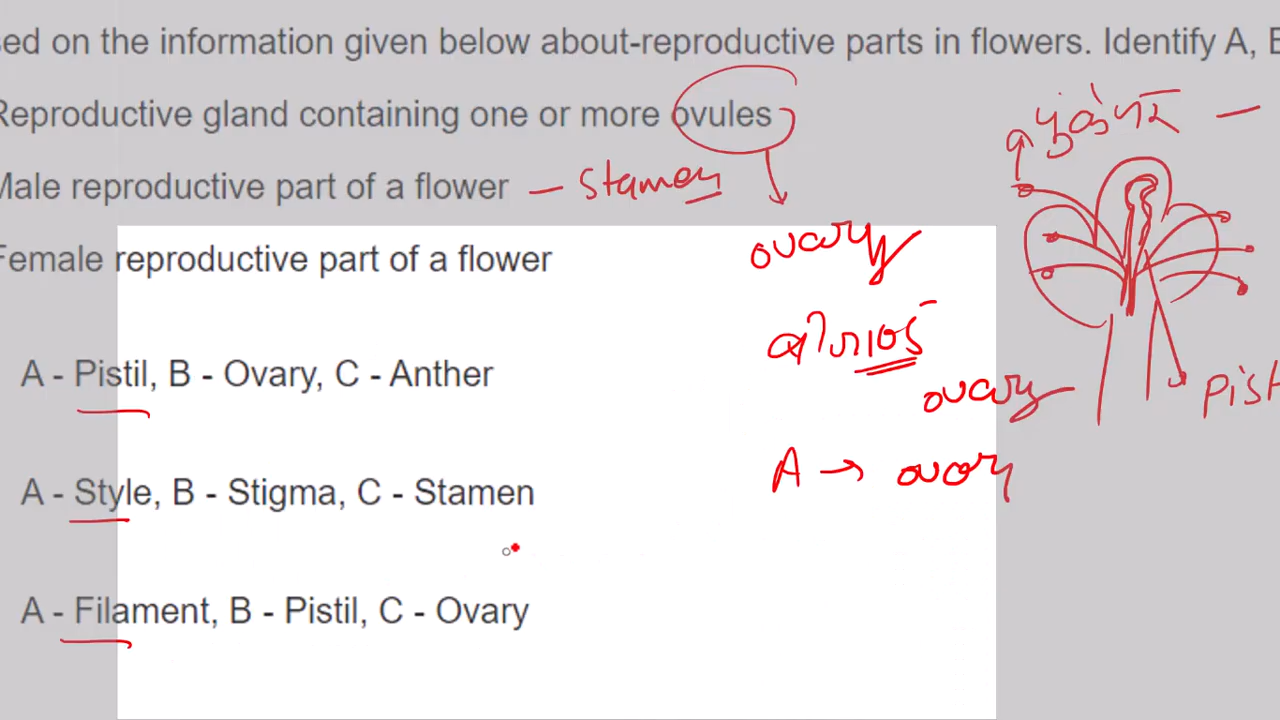 sed on the information given below about-reproductive parts in flowers. Identify A, B
Reproductive gland containing one or more ovules
Male reproductive part of a flower – Stamen
Female reproductive part of a flower
ovary
A - Pistil, B - Ovary, C - Anther
ovary
Pist
A → ovary
A - Style, B - Stigma, C - Stamen
A - Filament, B - Pistil, C - Ovary